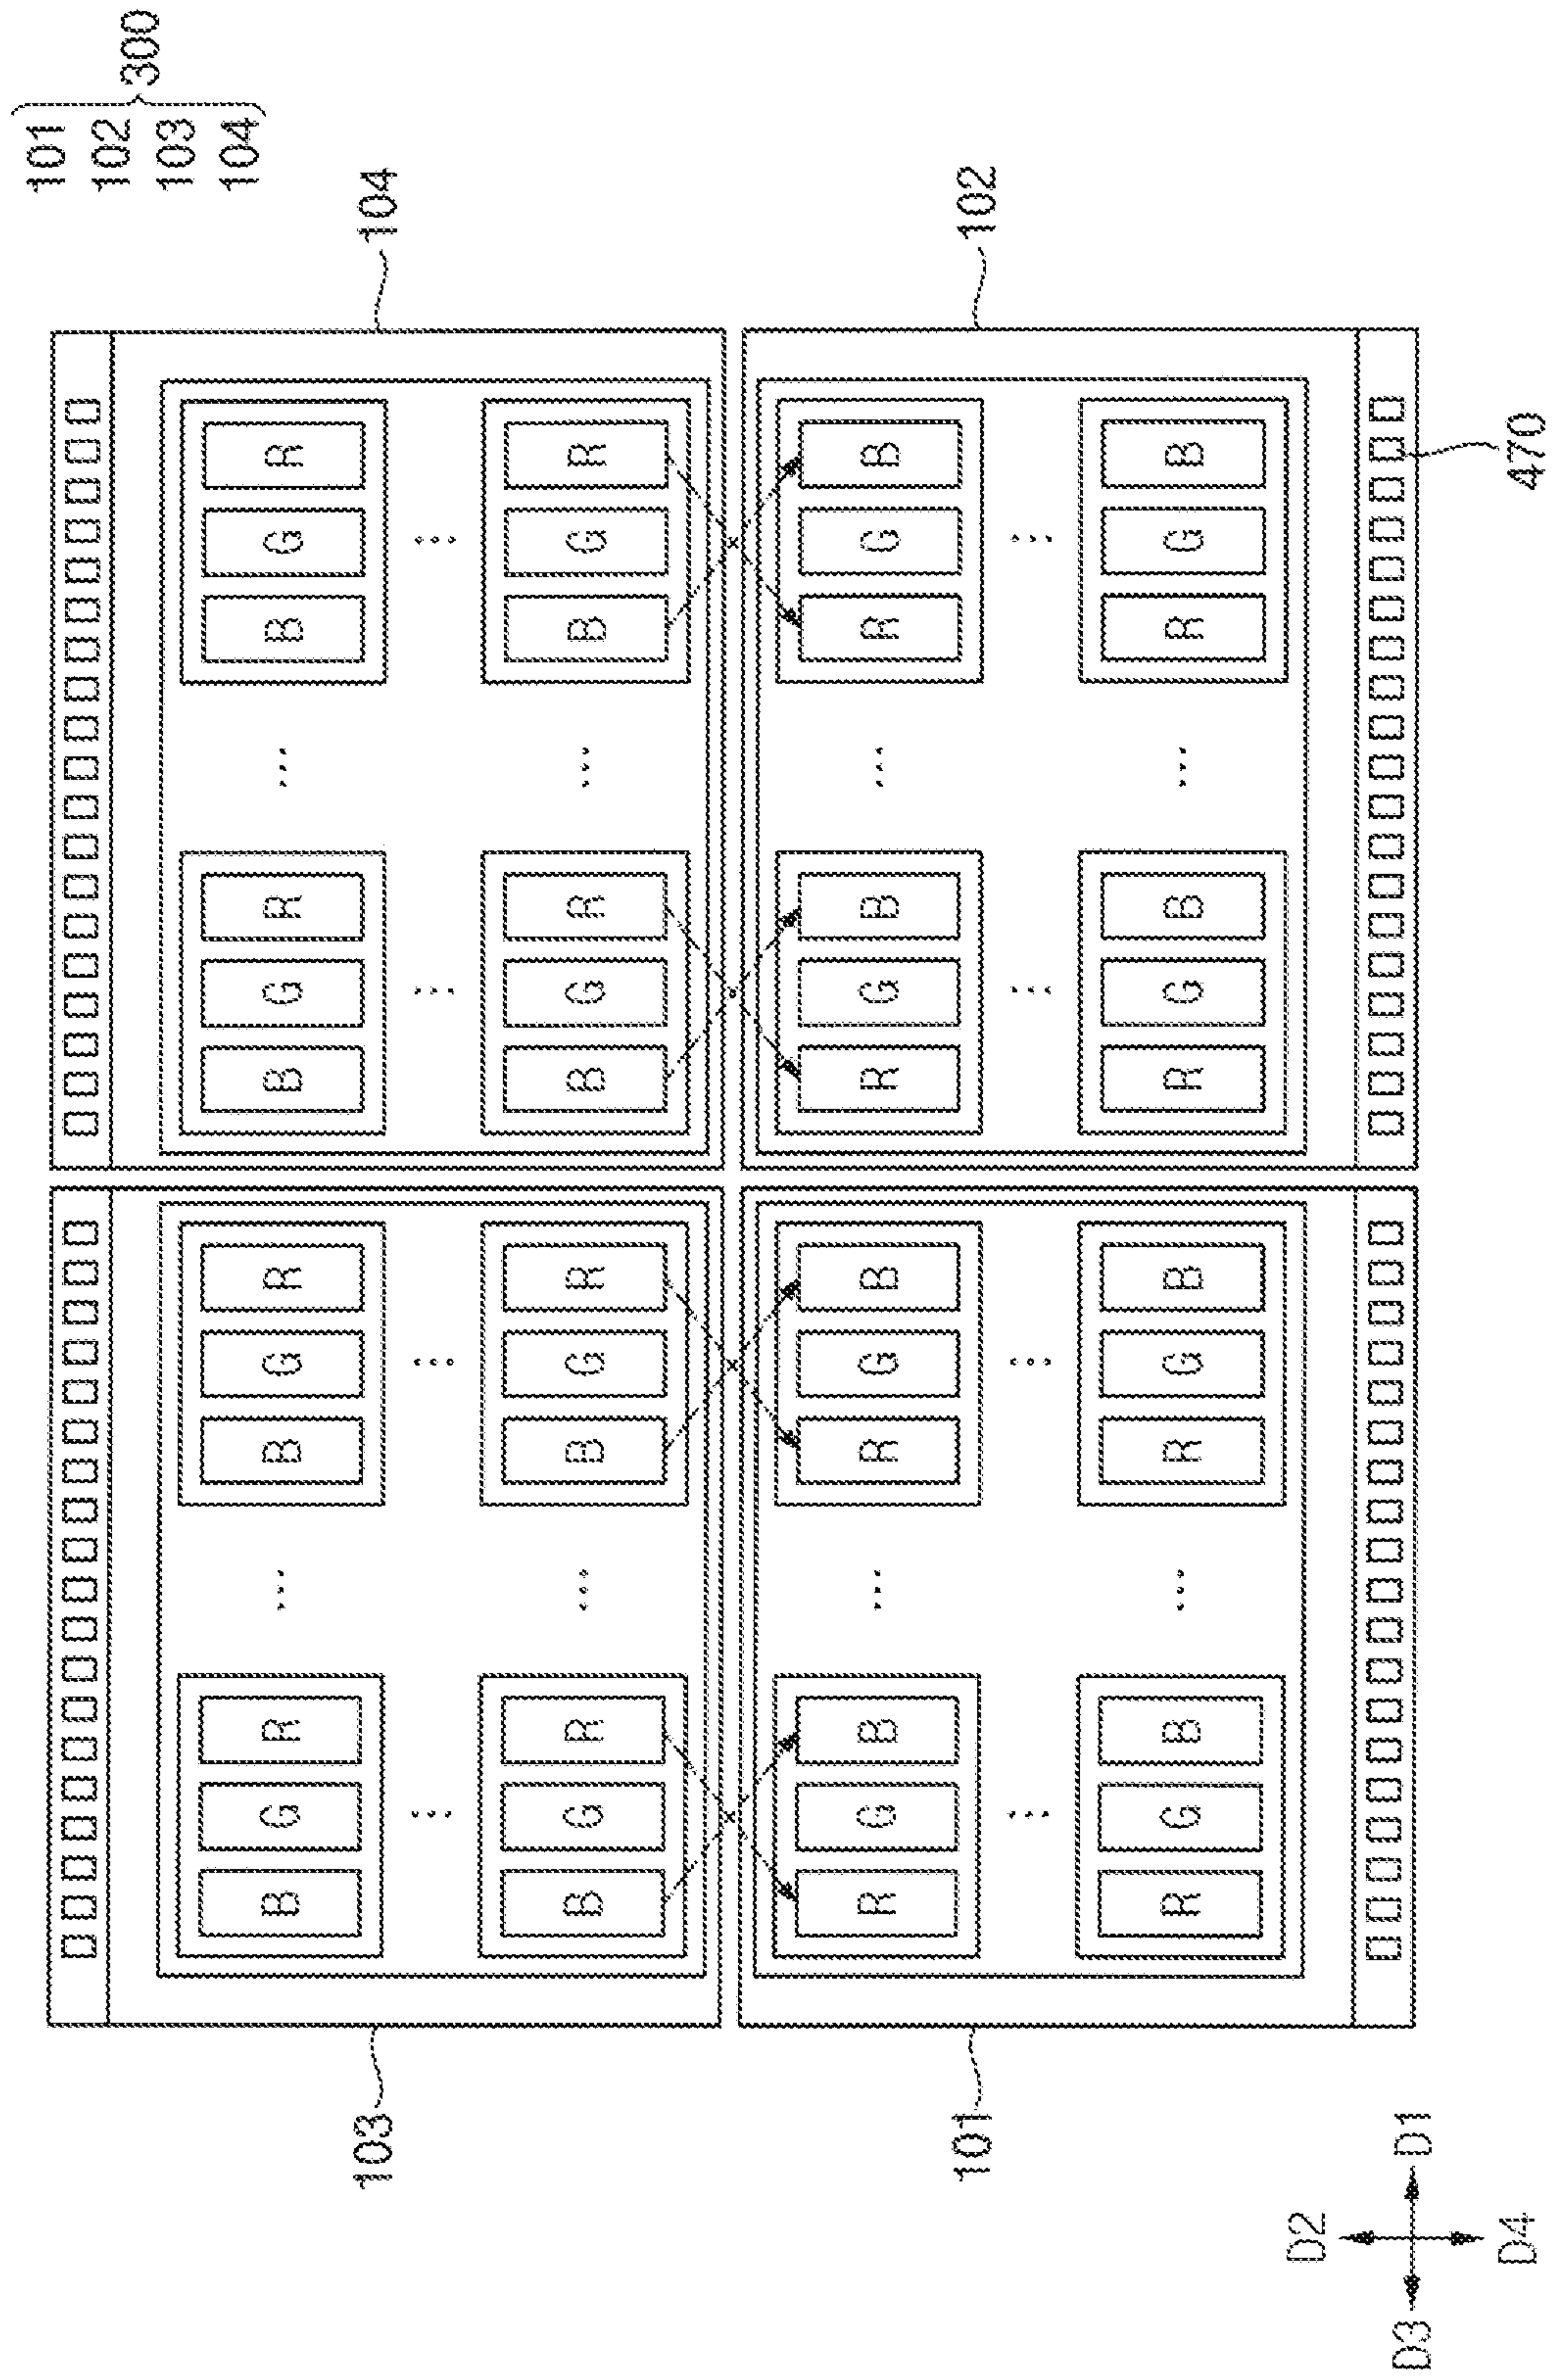 101
102
300
103
104
B G R ... B G R B G R ... B G R
103 104
B G R ... B G R B G R ... B G R
R G B ... R G B R G B ... R G B
101 102
R G B ... R G B R G B ... R G B
D2
D3 D1
D4 470